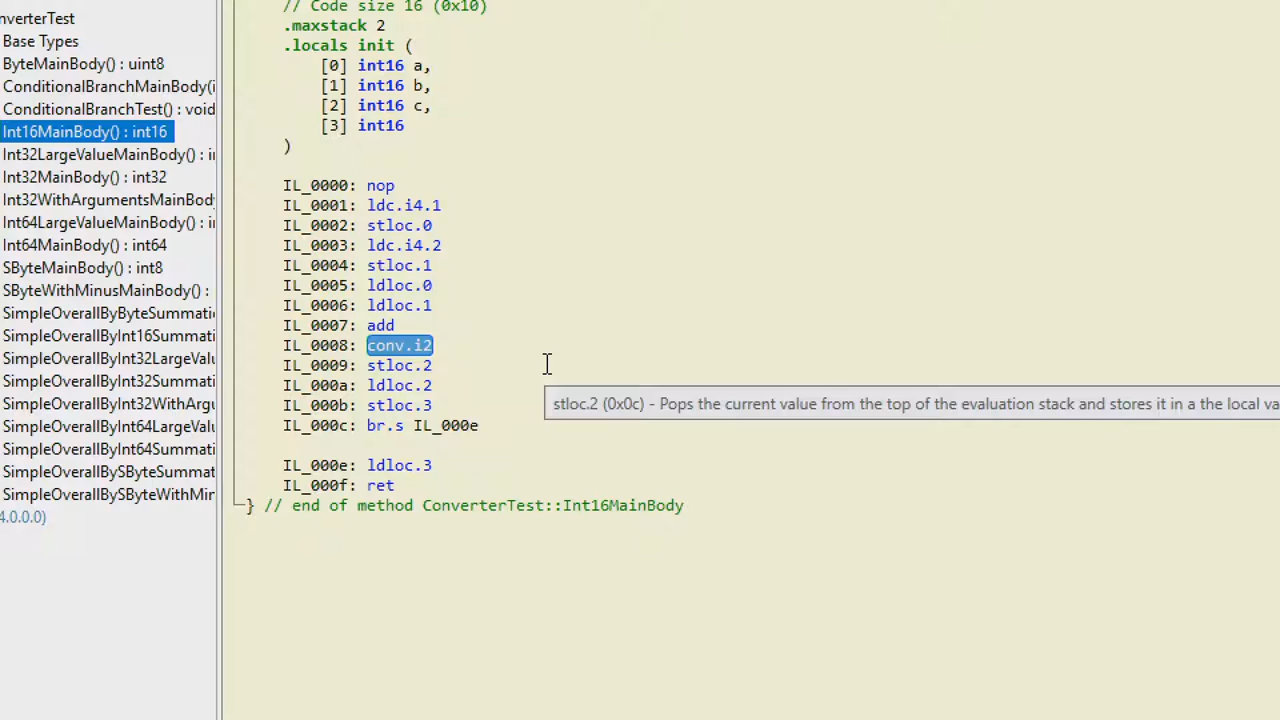 nverterTest
Base Types
ByteMainBody() : uint8
ConditionalBranchMainBody(i
ConditionalBranchTest() : void
Int16MainBody() : int16
Int32LargeValueMainBody() : i
Int32MainBody() : int32
Int32WithArgumentsMainBod
Int64LargeValueMainBody() : i
Int64MainBody() : int64
SByteMainBody() : int8
SByteWithMinusMainBody() :
SimpleOverallByByteSummati
SimpleOverallByInt16Summati
SimpleOverallByInt32LargeValu
SimpleOverallByInt32Summati
SimpleOverallByInt32WithArgu
SimpleOverallByInt64LargeValu
SimpleOverallByInt64Summati
SimpleOverallBySByteSummat
SimpleOverallBySByteWithMin
4.0.0.0)
// Code size 16 (0x10)
.maxstack 2
.locals init (
[0] int16 a,
[1] int16 b,
[2] int16 c,
[3] int16
)
IL_0000: nop
IL_0001: ldc.i4.1
IL_0002: stloc.0
IL_0003: ldc.i4.2
IL_0004: stloc.1
IL_0005: ldloc.0
IL_0006: ldloc.1
IL_0007: add
IL_0008: conv.i2
IL_0009: stloc.2
IL_000a: ldloc.2
IL_000b: stloc.3
IL_000c: br.s IL_000e
IL_000e: ldloc.3
IL_000f: ret
} // end of method ConverterTest::Int16MainBody
stloc.2 (0x0c) - Pops the current value from the top of the evaluation stack and stores it in a the local va